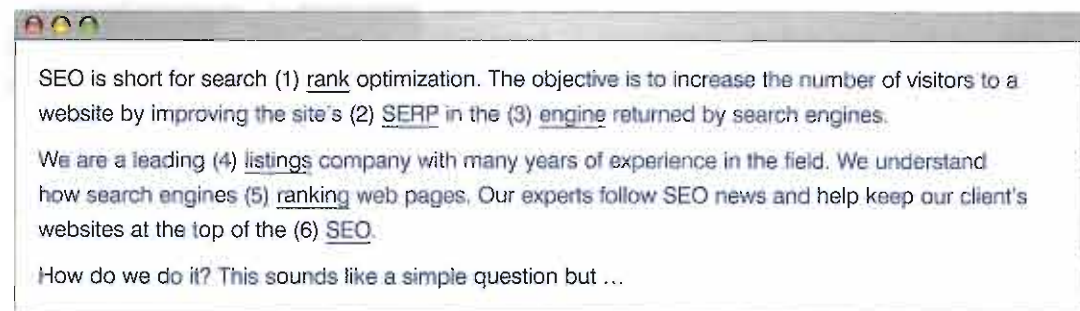 SEO is short for search (1) rank optimization. The objective is to increase the number of visitors to a
website by improving the site's (2) SERP in the (3) engine returned by search engines.
We are a leading (4) listings company with many years of experience in the field. We understand
how search engines (5) ranking web pages. Our experts follow SEO news and help keep our client's
websites at the top of the (6) SEO.
How do we do it? This sounds like a simple question but ...